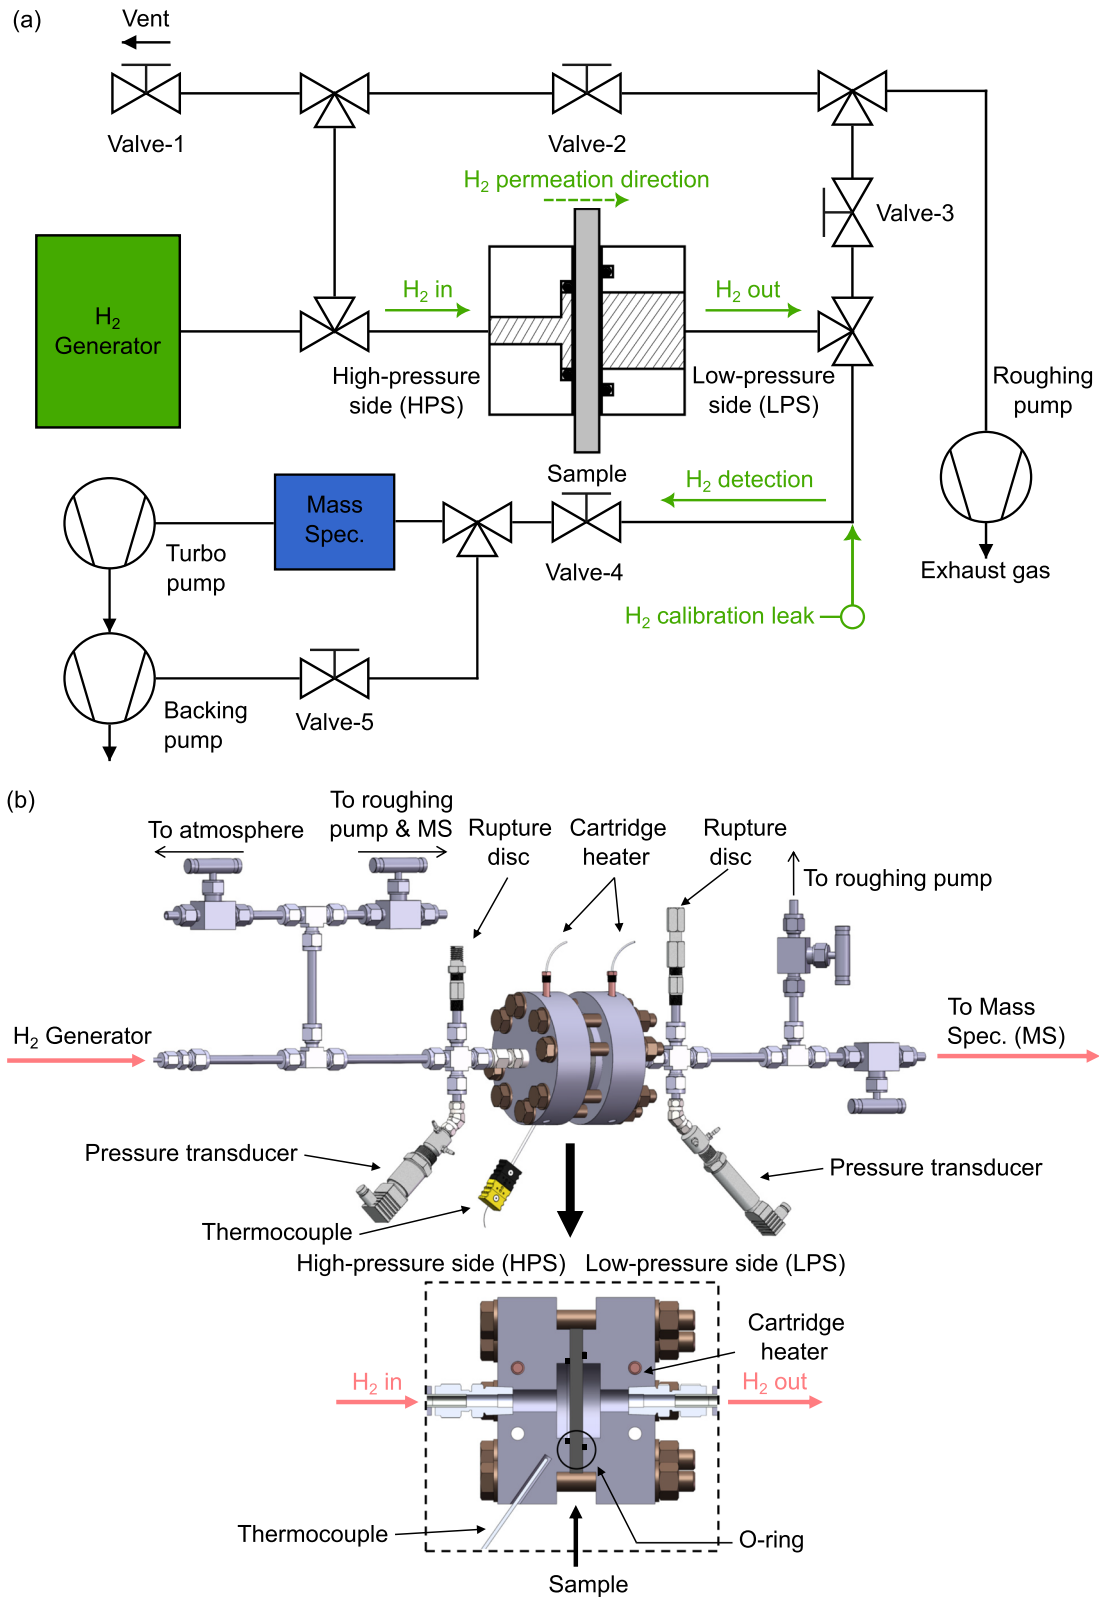 (a)
Vent
Valve-1
Valve-2
H₂ permeation direction
Valve-3
H₂
Generator
H₂ in
H₂ out
High-pressure
side (HPS)
Low-pressure
side (LPS)
Roughing
pump
Sample
H₂ detection
Mass
Spec.
Turbo
pump
Valve-4
Exhaust gas
H₂ calibration leak
Backing
pump
Valve-5
(b)
To atmosphere
To roughing
pump & MS
Rupture
disc
Cartridge
heater
Rupture
disc
To roughing pump
H₂ Generator
To Mass
Spec. (MS)
Pressure transducer
Pressure transducer
Thermocouple
High-pressure side (HPS)
Low-pressure side (LPS)
Cartridge
heater
H₂ in
H₂ out
Thermocouple
O-ring
Sample